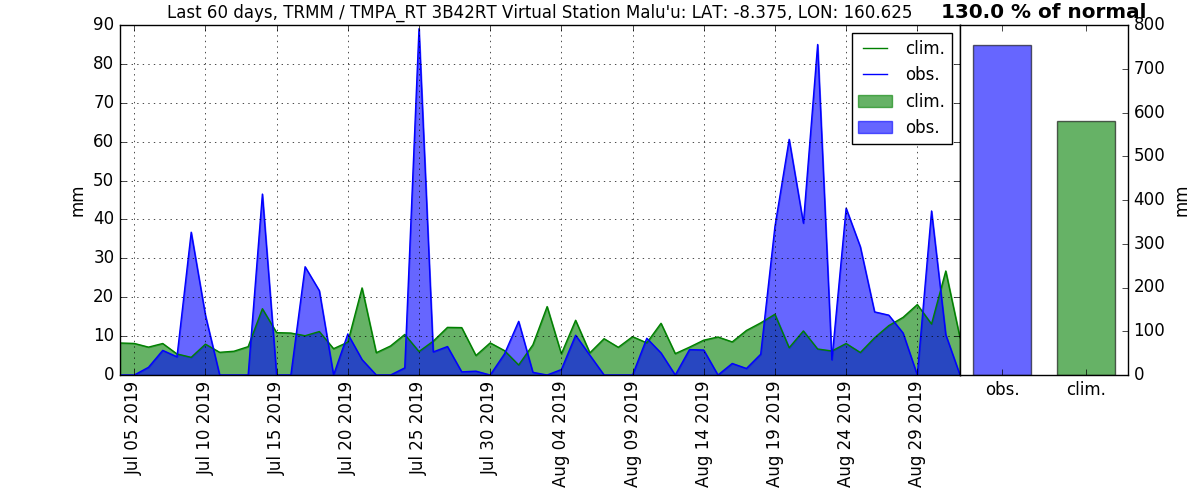 Last 60 days, TRMM / TMPA_RT 3B42RT Virtual Station Malu'u: LAT: -8.375, LON: 160.625
130.0 % of normal
90
80
70
60
50
40
30
20
10
0
mm
clim.
obs.
clim.
obs.
800
700
600
500
400
300
200
100
0
mm
Jul 05 2019
Jul 10 2019
Jul 15 2019
Jul 20 2019
Jul 25 2019
Jul 30 2019
Aug 04 2019
Aug 09 2019
Aug 14 2019
Aug 19 2019
Aug 24 2019
Aug 29 2019
obs.
clim.